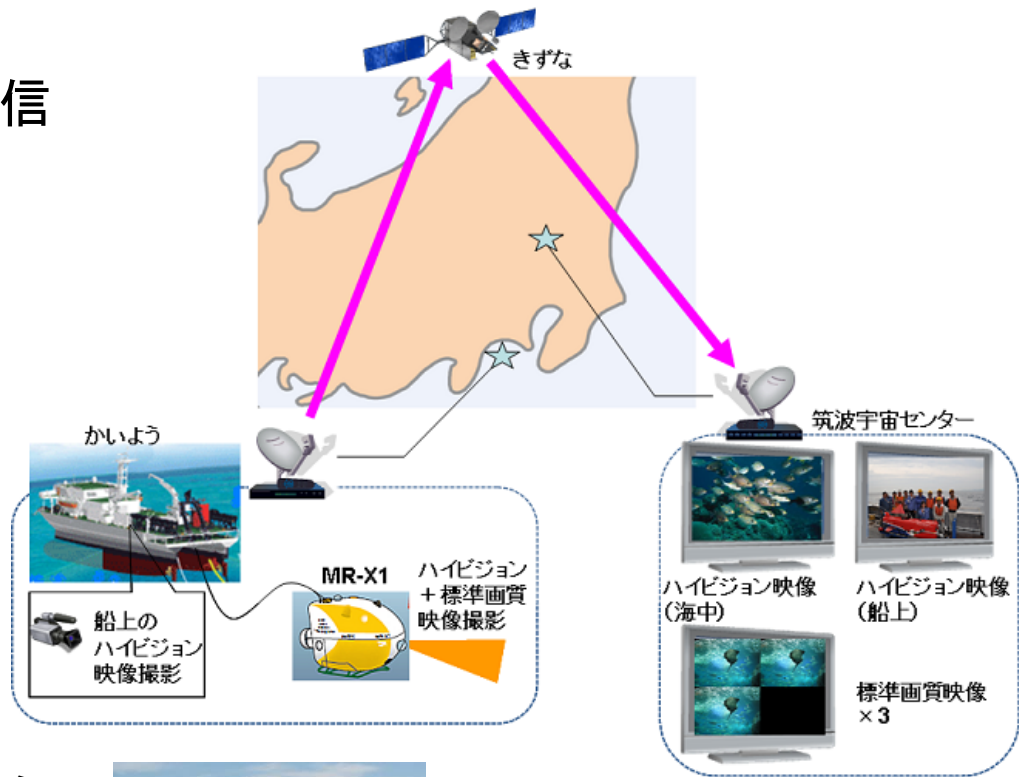 きずな
信
筑波宇宙センター
かいよう
MR-X1
ハイビジョン
+標準画質
映像撮影
船上の
ハイビジョン
映像撮影
ハイビジョン映像
(海中)
ハイビジョン映像
(船上)
標準画質映像
×3